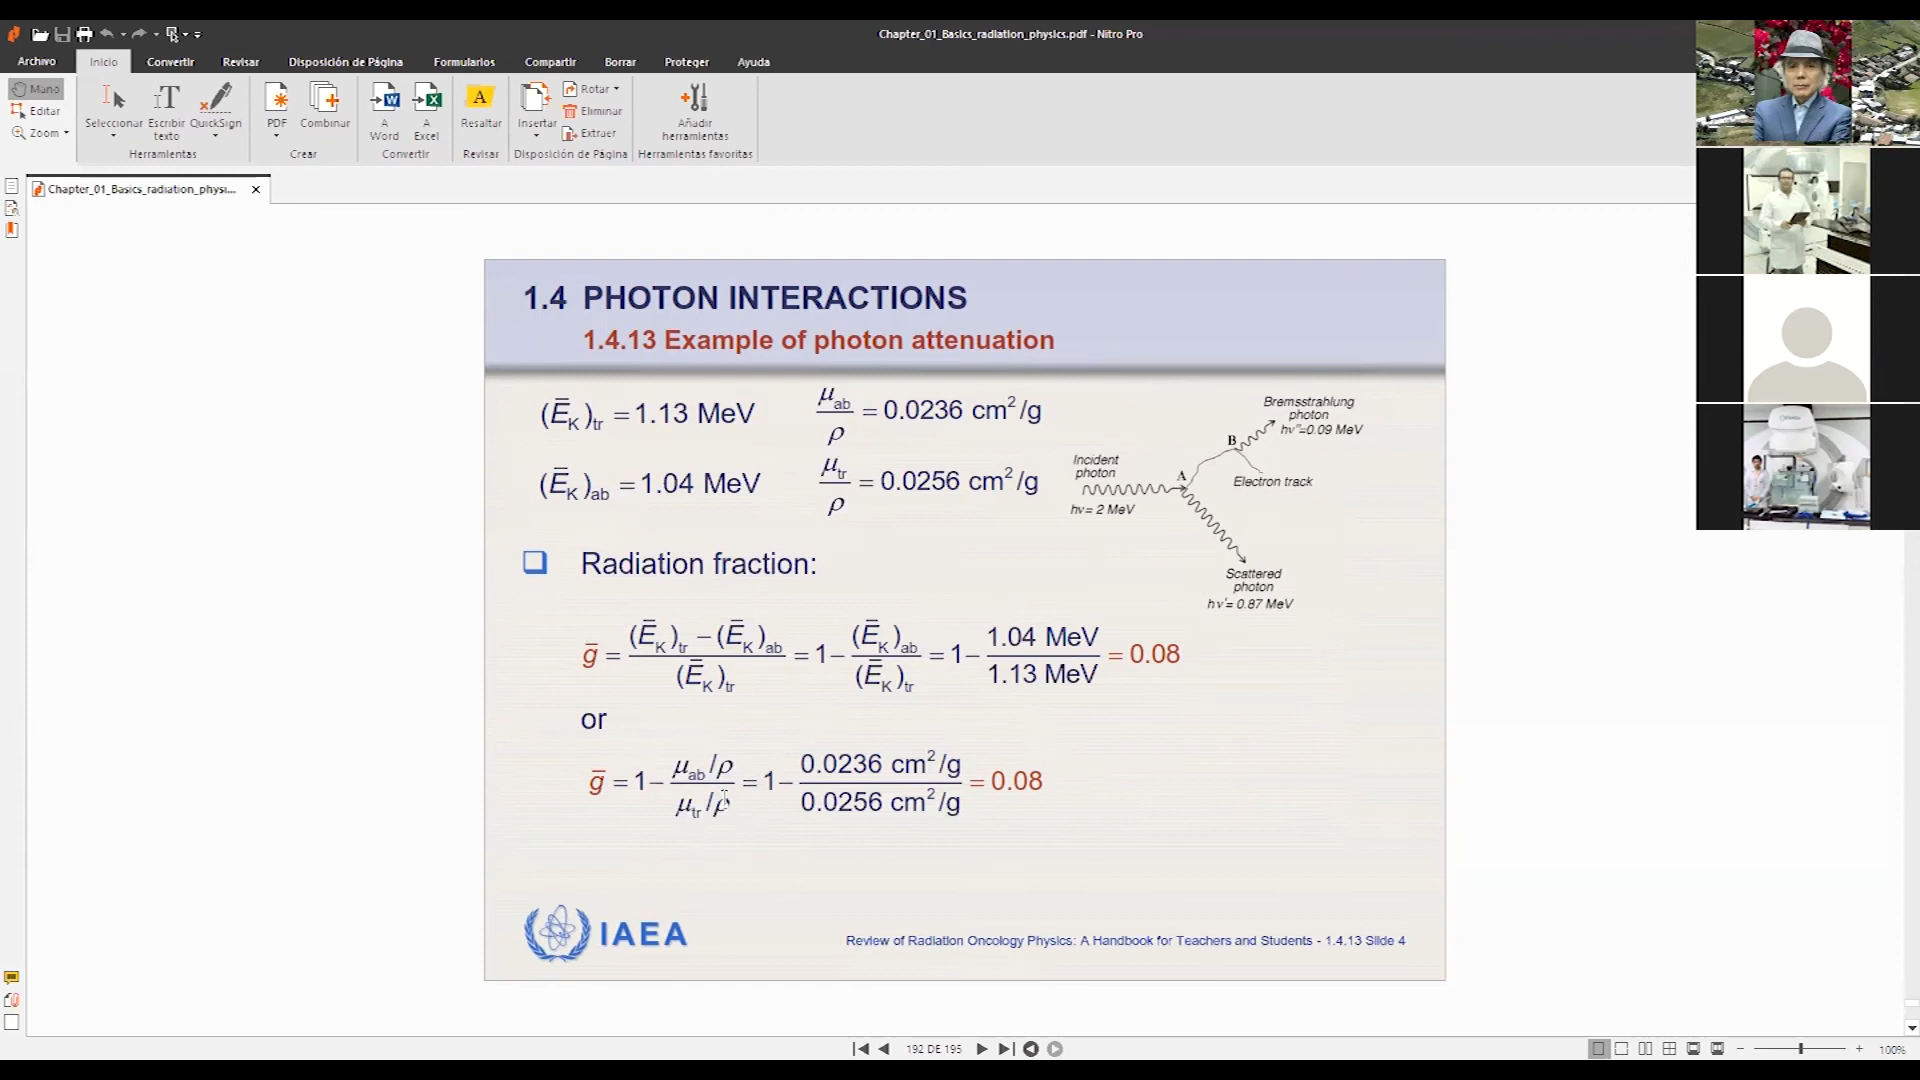 Chapter_01_Basics_radiation_physics.pdf - Nitro Pro
Archivo Inicio Convertir Revisar Disposición de Página Formularios Compartir Borrar Proteger Ayuda
Mano
Editar
Zoom
Seleccionar
Escribir texto
QuickSign
Herramientas
PDF
Combinar
Crear
A Word
A Excel
Convertir
Resaltar
Revisar
Insertar
Rotar
Eliminar
Extraer
Disposición de Página
Añadir herramientas
Herramientas favoritas
Chapter_01_Basics_radiation_physi...
1.4 PHOTON INTERACTIONS
1.4.13 Example of photon attenuation
(Ē_K)_tr = 1.13 MeV
μ_ab/ρ = 0.0236 cm²/g
(Ē_K)_ab = 1.04 MeV
μ_tr/ρ = 0.0256 cm²/g
Bremsstrahlung
photon
hν''=0.09 MeV
B
Incident
photon
A
Electron track
hν= 2 MeV
Scattered
photon
hν'= 0.87 MeV
Radiation fraction:
ḡ = ((Ē_K)_tr − (Ē_K)_ab)/(Ē_K)_tr = 1 − (Ē_K)_ab/(Ē_K)_tr = 1 − 1.04 MeV/1.13 MeV = 0.08
or
ḡ = 1 − (μ_ab/ρ)/(μ_tr/ρ) = 1 − 0.0236 cm²/g / 0.0256 cm²/g = 0.08
IAEA
Review of Radiation Oncology Physics: A Handbook for Teachers and Students - 1.4.13 Slide 4
192 DE 195
100%